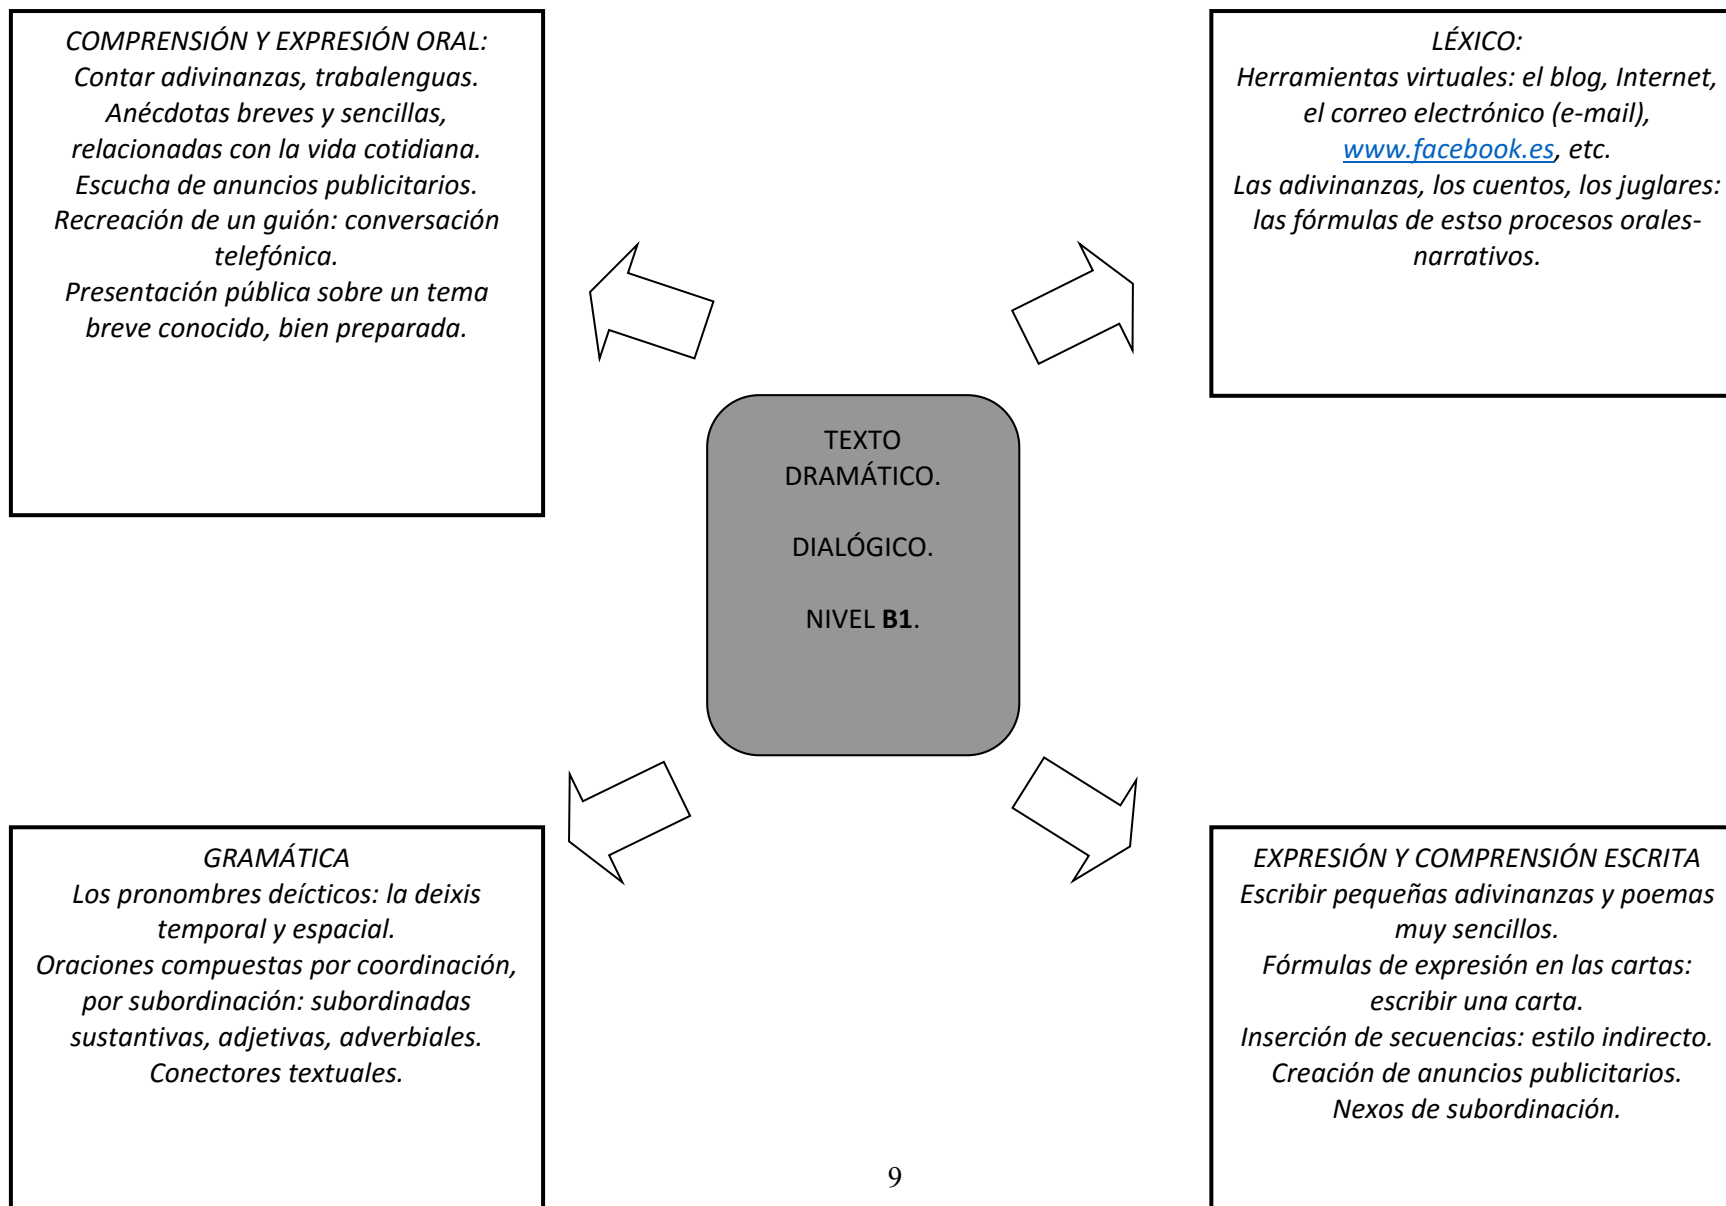 COMPRENSIÓN Y EXPRESIÓN ORAL:
Contar adivinanzas, trabalenguas.
Anécdotas breves y sencillas,
relacionadas con la vida cotidiana.
Escucha de anuncios publicitarios.
Recreación de un guión: conversación
telefónica.
Presentación pública sobre un tema
breve conocido, bien preparada.
LÉXICO:
Herramientas virtuales: el blog, Internet,
el correo electrónico (e-mail),
www.facebook.es, etc.
Las adivinanzas, los cuentos, los juglares:
las fórmulas de estso procesos orales-
narrativos.
TEXTO
DRAMÁTICO.
DIALÓGICO.
NIVEL B1.
GRAMÁTICA
Los pronombres deícticos: la deixis
temporal y espacial.
Oraciones compuestas por coordinación,
por subordinación: subordinadas
sustantivas, adjetivas, adverbiales.
Conectores textuales.
EXPRESIÓN Y COMPRENSIÓN ESCRITA
Escribir pequeñas adivinanzas y poemas
muy sencillos.
Fórmulas de expresión en las cartas:
escribir una carta.
Inserción de secuencias: estilo indirecto.
Creación de anuncios publicitarios.
Nexos de subordinación.
9